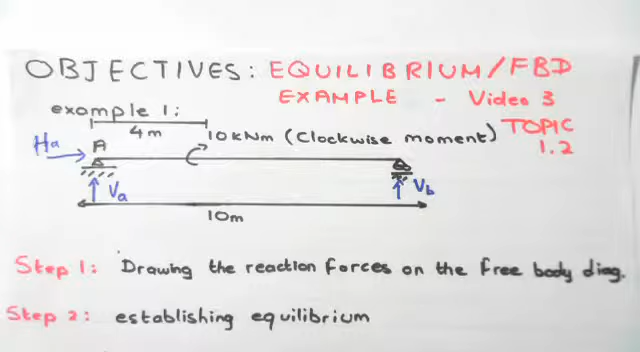 OBJECTIVES: EQUILIBRIUM/FBD
EXAMPLE - Video 3
TOPIC
1.2
example 1:
4m
10kNm (Clockwise moment)
Ha
A
Va
Vb
10m
Step 1: Drawing the reaction forces on the free body diag.
Step 2: establishing equilibrium